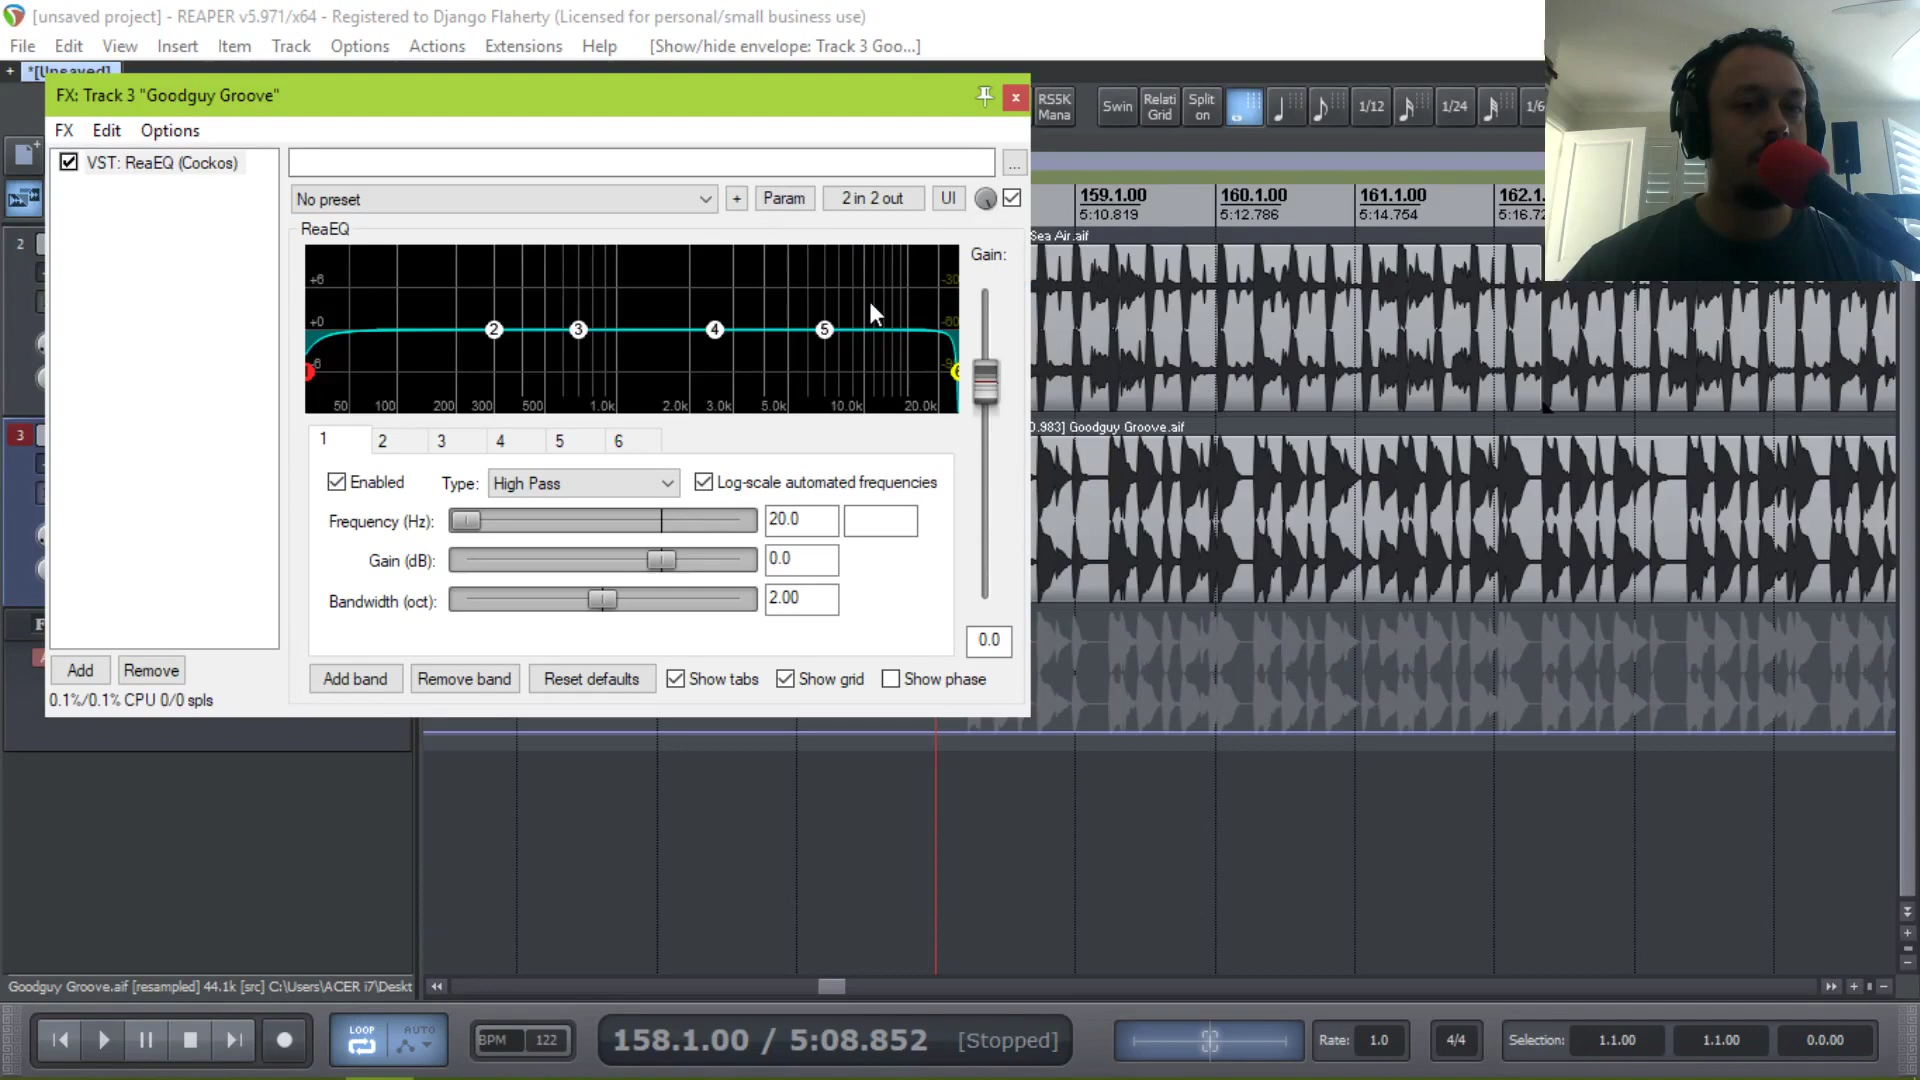 [unsaved project] - REAPER v5.971/x64 - Registered to Django Flaherty (Licensed for personal/small business use)
File Edit View Insert Item Track Options Actions Extensions Help [Show/hide envelope: Track 3 Goo...]
+ *[Unsaved]
FX: Track 3 "Goodguy Groove" x
RS5K Mana Swin Relati Grid Split on 1/12 1/24
FX Edit Options
VST: ReaEQ (Cockos) ...
No preset + Param 2 in 2 out UI
159.1.00 160.1.00 161.1.00 162.1
5:10.819 5:12.786 5:14.754 5:16.72
ReaEQ
Sea Air.aif
Gain:
2
+6 -30
+0 2 3 4 5 -60
-6
50 100 200 300 500 1.0k 2.0k 3.0k 5.0k 10.0k 20.0k
3
0.983] Goodguy Groove.aif
1 2 3 4 5 6
Enabled Type: High Pass Log-scale automated frequencies
Frequency (Hz): 20.0
Gain (dB): 0.0
Bandwidth (oct): 2.00
0.0
Add Remove
Add band Remove band Reset defaults Show tabs Show grid Show phase
0.1%/0.1% CPU 0/0 spls
Goodguy Groove.aif [resampled] 44.1k [src] C:\Users\ACER i7\Deskt
LOOP AUTO BPM 122 158.1.00 / 5:08.852 [Stopped] Rate: 1.0 4/4 Selection: 1.1.00 1.1.00 0.0.00